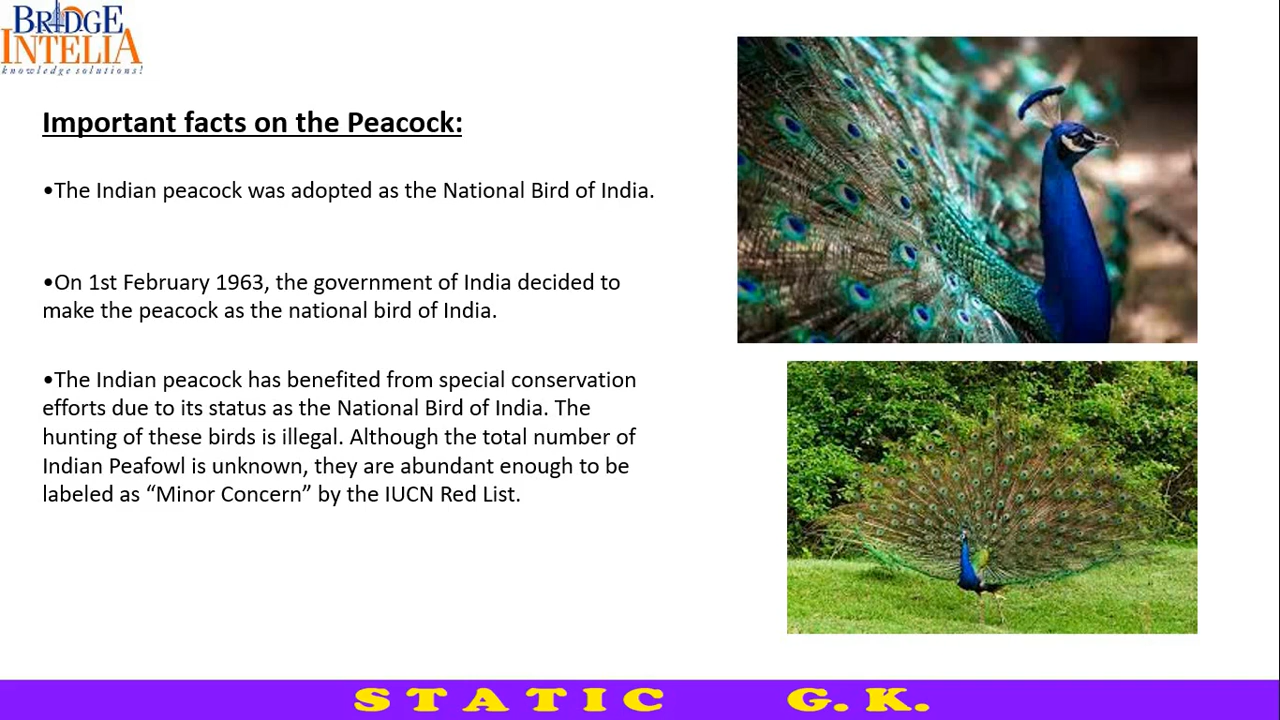 BRIDGE
INTELIA
knowledge solutions!
Important facts on the Peacock:
•The Indian peacock was adopted as the National Bird of India.
•On 1st February 1963, the government of India decided to
make the peacock as the national bird of India.
•The Indian peacock has benefited from special conservation
efforts due to its status as the National Bird of India. The
hunting of these birds is illegal. Although the total number of
Indian Peafowl is unknown, they are abundant enough to be
labeled as “Minor Concern” by the IUCN Red List.
STATIC G. K.